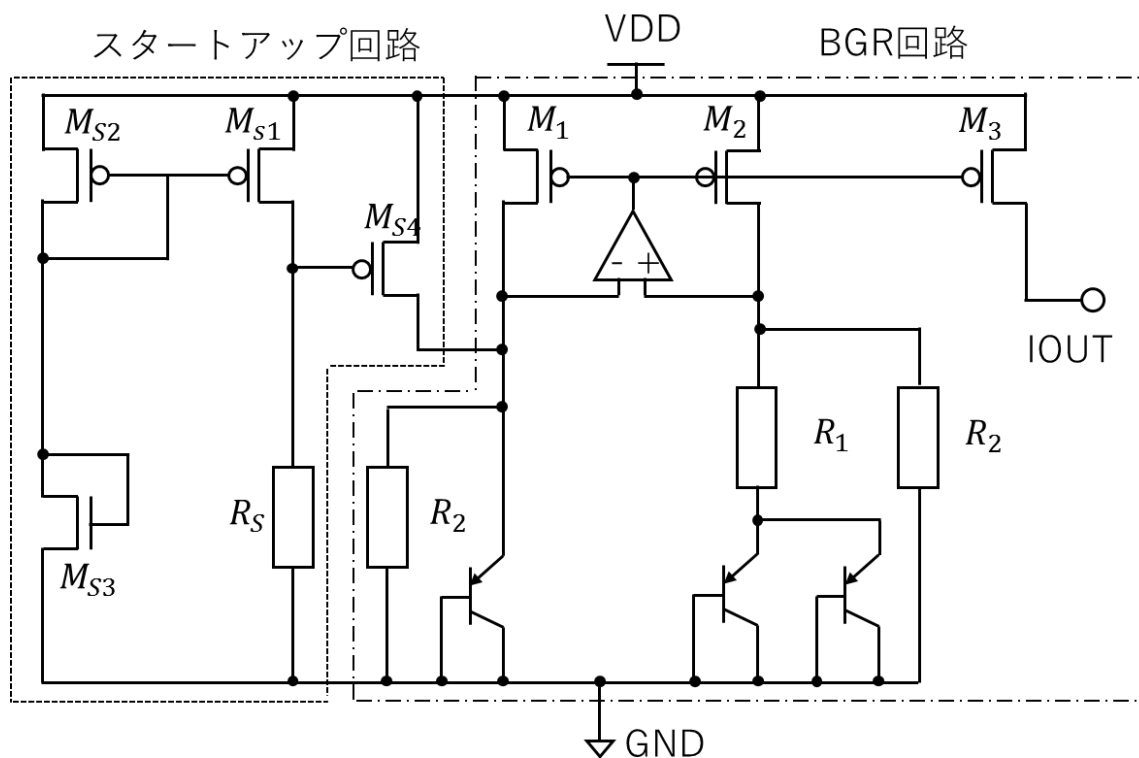 スタートアップ回路
VDD
BGR回路
M_{S2}
M_{s1}
M_1
M_2
M_3
M_{S4}
- +
IOUT
R_1
R_2
R_S
R_2
M_{S3}
GND